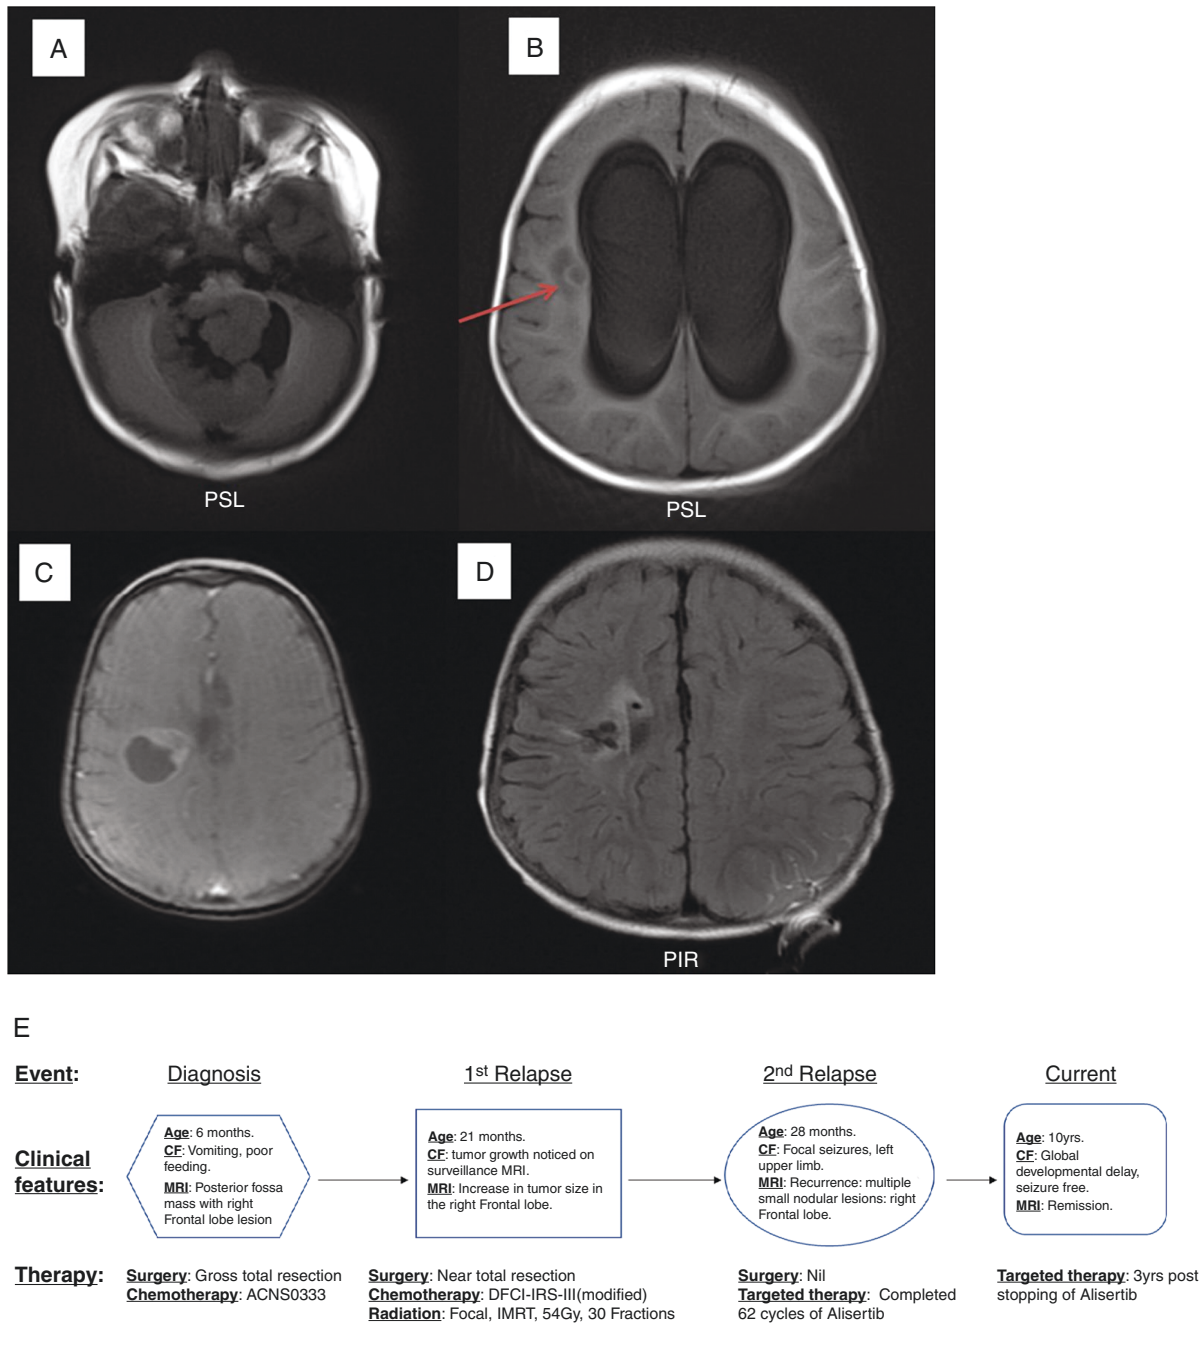 A
B
PSL
PSL
C
D
PIR
E
Event:
Diagnosis
1st Relapse
2nd Relapse
Current
Clinical
features:
Age: 6 months.
CF: Vomiting, poor
feeding.
MRI: Posterior fossa
mass with right
Frontal lobe lesion
Age: 21 months.
CF: tumor growth noticed on
surveillance MRI.
MRI: Increase in tumor size in
the right Frontal lobe.
Age: 28 months.
CF: Focal seizures, left
upper limb.
MRI: Recurrence: multiple
small nodular lesions: right
Frontal lobe.
Age: 10yrs.
CF: Global
developmental delay,
seizure free.
MRI: Remission.
Therapy:
Surgery: Gross total resection
Chemotherapy: ACNS0333
Surgery: Near total resection
Chemotherapy: DFCI-IRS-III(modified)
Radiation: Focal, IMRT, 54Gy, 30 Fractions
Surgery: Nil
Targeted therapy: Completed
62 cycles of Alisertib
Targeted therapy: 3yrs post
stopping of Alisertib